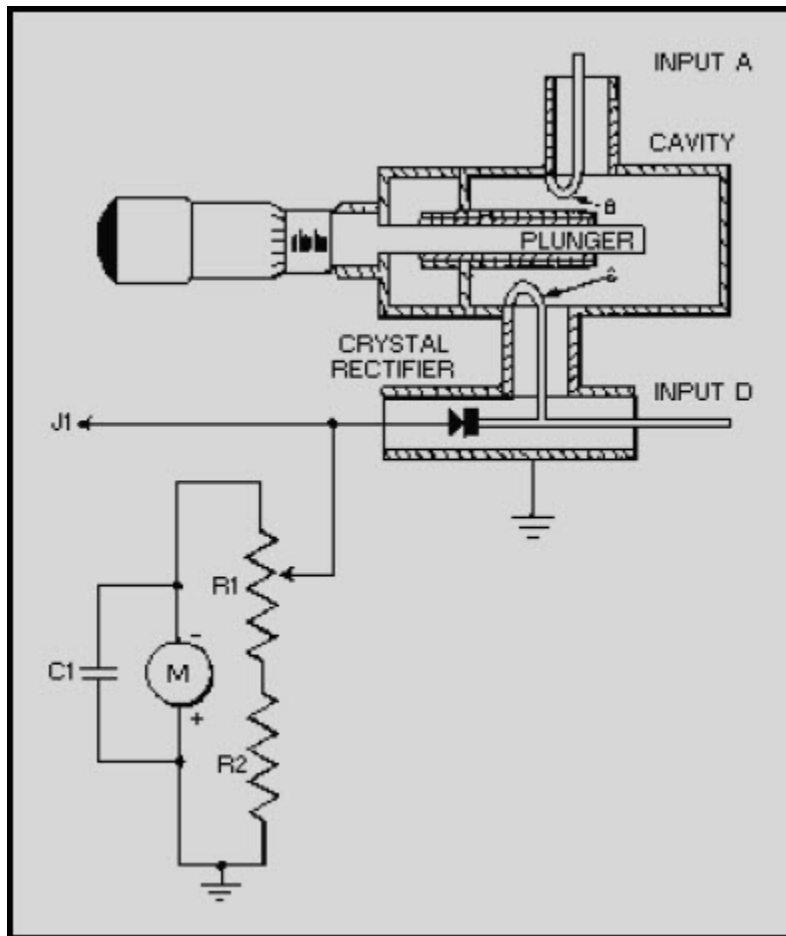 INPUT A
CAVITY
B
PLUNGER
C
CRYSTAL
RECTIFIER
INPUT D
J1
R1
-
C1
M
+
R2